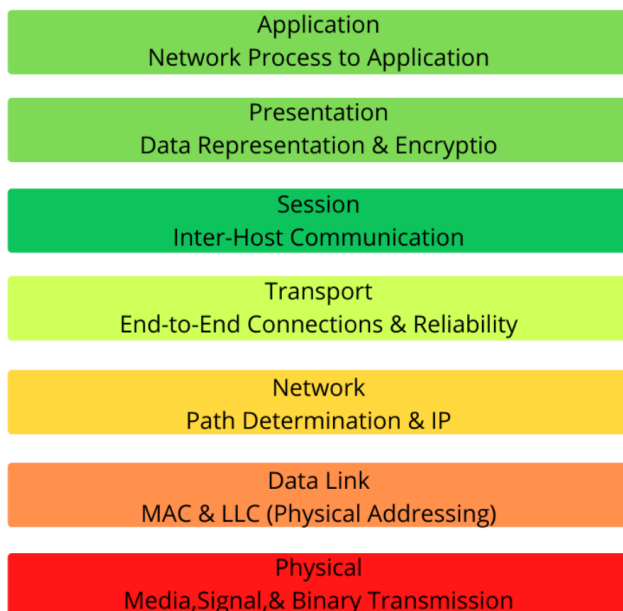 Application
Network Process to Application
Presentation
Data Representation & Encryptio
Session
Inter-Host Communication
Transport
End-to-End Connections & Reliability
Network
Path Determination & IP
Data Link
MAC & LLC (Physical Addressing)
Physical
Media,Signal,& Binary Transmission